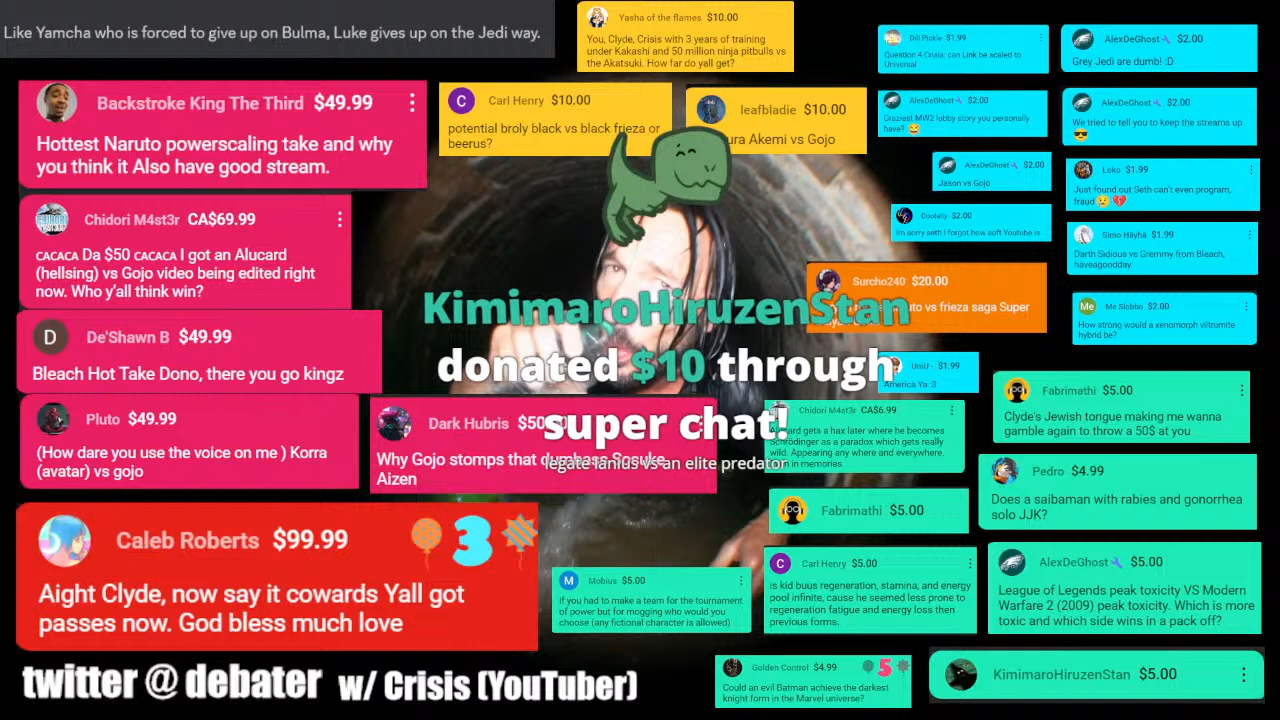 Like Yamcha who is forced to give up on Bulma, Luke gives up on the Jedi way.
Yasha of the flames $10.00
You, Clyde, Crisis with 3 years of training
under Kakashi and 50 million ninja pitbulls vs
the Akatsuki. How far do yall get?
Dill Pickle $1.99
Question 4 Crisis: can Link be scaled to
Universal
AlexDeGhost $2.00
Grey Jedi are dumb! :D
Backstroke King The Third $49.99
Hottest Naruto powerscaling take and why
you think it Also have good stream.
C Carl Henry $10.00
potential broly black vs black frieza or
beerus?
leafbladie $10.00
ura Akemi vs Gojo
AlexDeGhost $2.00
Craziest MW2 lobby story you personally
have? 😂
AlexDeGhost $2.00
We tried to tell you to keep the streams up
😎
AlexDeGhost $2.00
Jason vs Gojo
Loko $1.99
Just found out Seth can't even program,
fraud 😢 💔
Chidori M4st3r CA$69.99
CACACA Da $50 CACACA I got an Alucard
(hellsing) vs Gojo video being edited right
now. Who y'all think win?
$2.00
im sorry seth i forgot how soft Youtube is
Simo Häyhä $1.99
Darth Sidious vs Gremmy from Bleach,
haveagoodday
Surcho240 $20.00
uto vs frieza saga Super
Me Me Slobbo $2.00
How strong would a xenomorph viltrumite
hybrid be?
KimimaroHiruzenStan
donated $10 through
super chat!
legate lanius vs an elite predator
D De'Shawn B $49.99
Bleach Hot Take Dono, there you go kingz
UmU - $1.99
America Ya :3
Pluto $49.99
(How dare you use the voice on me ) Korra
(avatar) vs gojo
Dark Hubris $50
Why Gojo stomps that dumbass Sosuke
Aizen
Chidori M4st3r CA$6.99
gets a hax later where he becomes
Schrödinger as a paradox which gets really
wild. Appearing any where and everywhere.
in memories
Fabrimathi $5.00
Clyde's Jewish tongue making me wanna
gamble again to throw a 50$ at you
Pedro $4.99
Does a saibaman with rabies and gonorrhea
solo JJK?
Fabrimathi $5.00
Caleb Roberts $99.99 3
Aight Clyde, now say it cowards Yall got
passes now. God bless much love
M Mobius $5.00
if you had to make a team for the tournament
of power but for mogging who would you
choose (any fictional character is allowed)
C Carl Henry $5.00
is kid buus regeneration, stamina, and energy
pool infinite, cause he seemed less prone to
regeneration fatigue and energy loss then
previous forms.
AlexDeGhost $5.00
League of Legends peak toxicity VS Modern
Warfare 2 (2009) peak toxicity. Which is more
toxic and which side wins in a pack off?
twitter @ debater w/ Crisis (YouTuber)
Golden Control $4.99 5
Could an evil Batman achieve the darkest
knight form in the Marvel universe?
KimimaroHiruzenStan $5.00